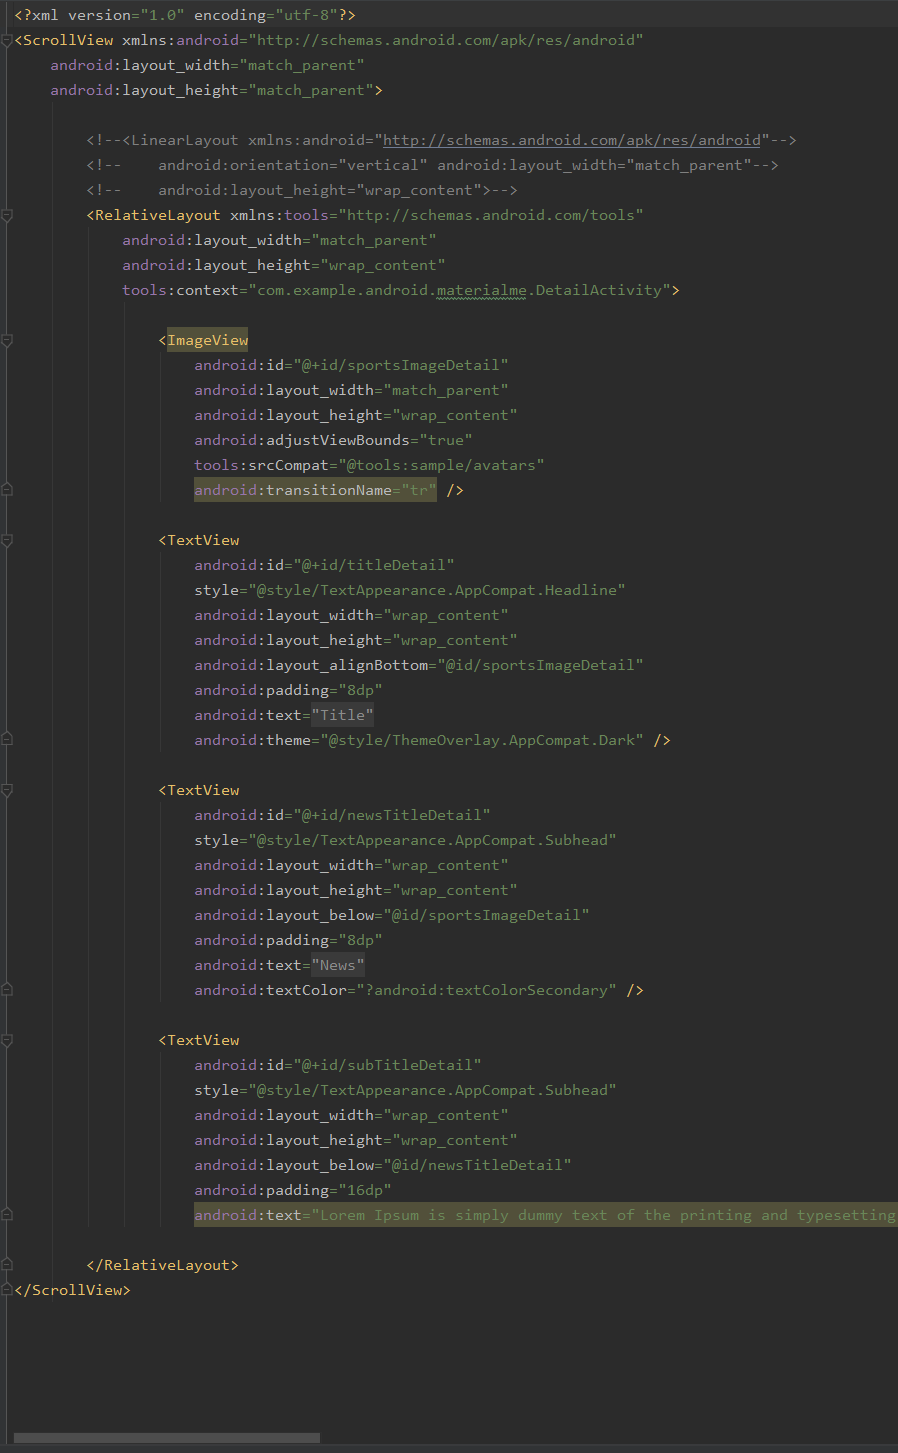 <?xml version="1.0" encoding="utf-8"?>
<ScrollView xmlns:android="http://schemas.android.com/apk/res/android"
    android:layout_width="match_parent"
    android:layout_height="match_parent">

        <!--<LinearLayout xmlns:android="http://schemas.android.com/apk/res/android"-->
        <!--    android:orientation="vertical" android:layout_width="match_parent"-->
        <!--    android:layout_height="wrap_content">-->
        <RelativeLayout xmlns:tools="http://schemas.android.com/tools"
            android:layout_width="match_parent"
            android:layout_height="wrap_content"
            tools:context="com.example.android.materialme.DetailActivity">

                <ImageView
                    android:id="@+id/sportsImageDetail"
                    android:layout_width="match_parent"
                    android:layout_height="wrap_content"
                    android:adjustViewBounds="true"
                    tools:srcCompat="@tools:sample/avatars"
                    android:transitionName="tr" />

                <TextView
                    android:id="@+id/titleDetail"
                    style="@style/TextAppearance.AppCompat.Headline"
                    android:layout_width="wrap_content"
                    android:layout_height="wrap_content"
                    android:layout_alignBottom="@id/sportsImageDetail"
                    android:padding="8dp"
                    android:text="Title"
                    android:theme="@style/ThemeOverlay.AppCompat.Dark" />

                <TextView
                    android:id="@+id/newsTitleDetail"
                    style="@style/TextAppearance.AppCompat.Subhead"
                    android:layout_width="wrap_content"
                    android:layout_height="wrap_content"
                    android:layout_below="@id/sportsImageDetail"
                    android:padding="8dp"
                    android:text="News"
                    android:textColor="?android:textColorSecondary" />

                <TextView
                    android:id="@+id/subTitleDetail"
                    style="@style/TextAppearance.AppCompat.Subhead"
                    android:layout_width="wrap_content"
                    android:layout_height="wrap_content"
                    android:layout_below="@id/newsTitleDetail"
                    android:padding="16dp"
                    android:text="Lorem Ipsum is simply dummy text of the printing and typesetting

        </RelativeLayout>
</ScrollView>